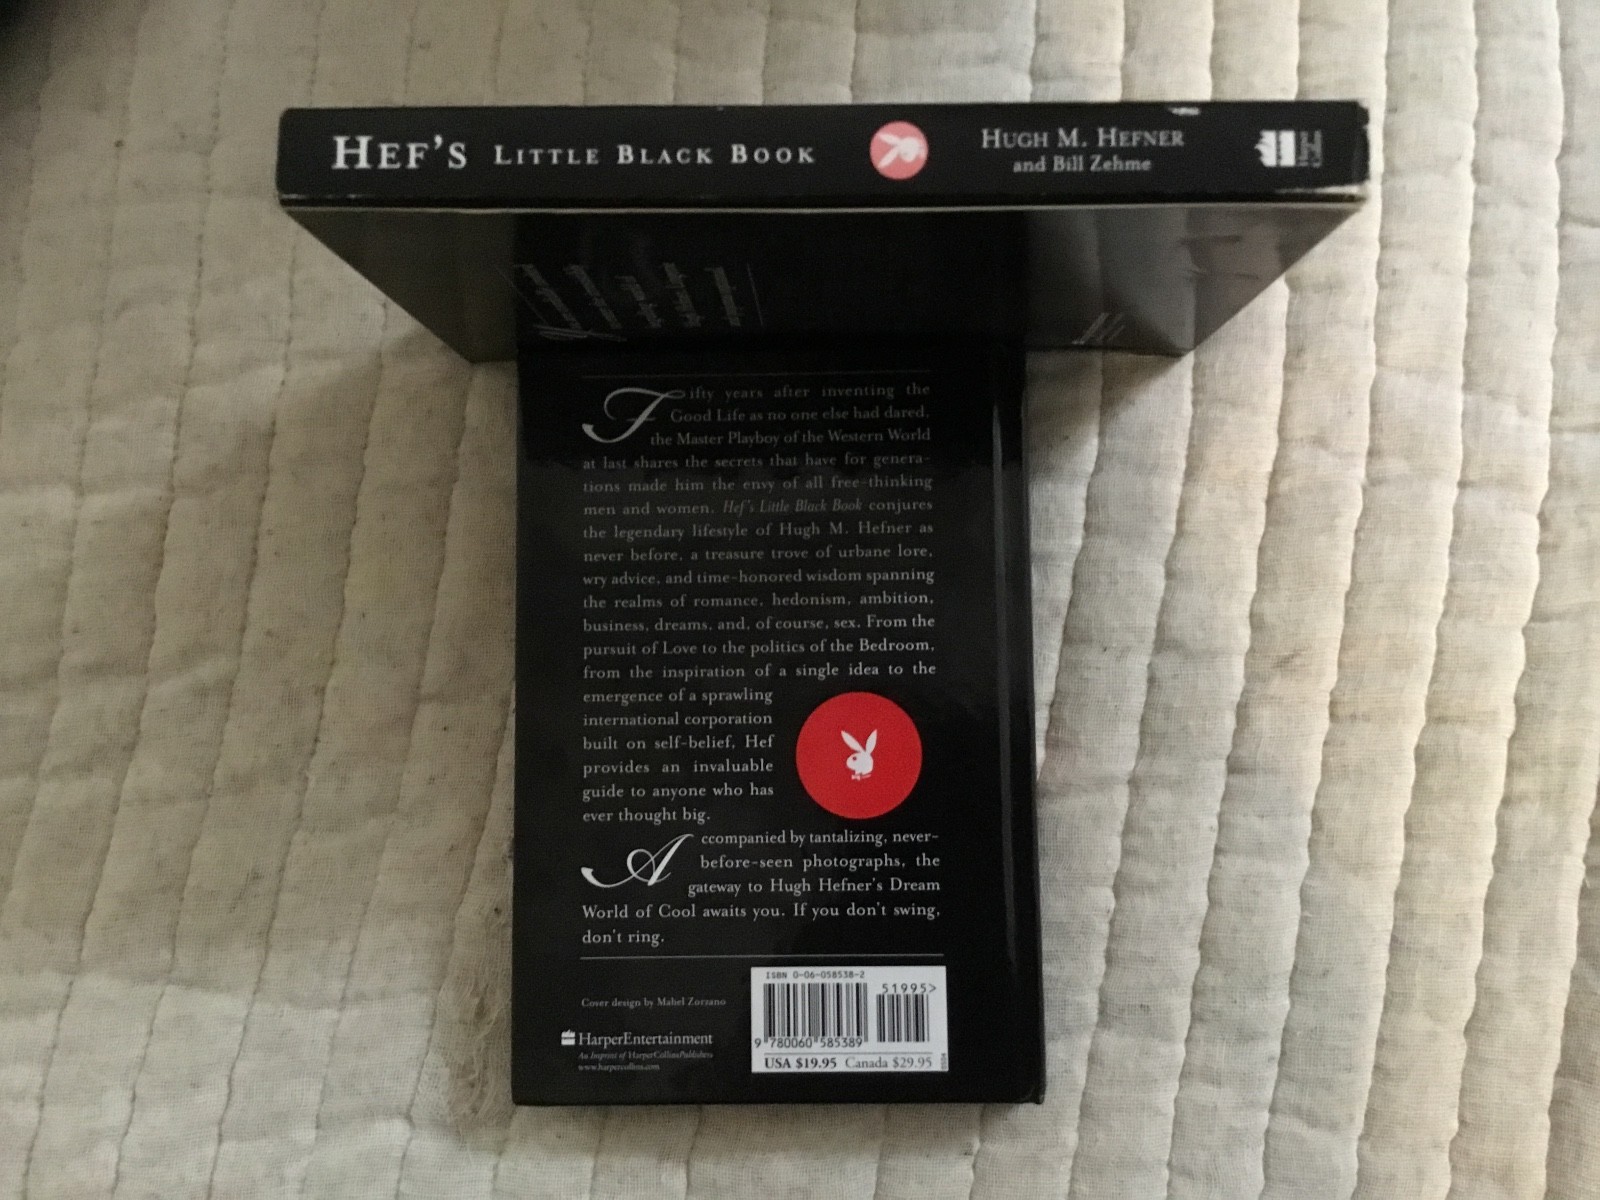 HEF'S LITTLE BLACK BOOK
HUGH M. HEFNER
and Bill Zehme
Harper
Collins
Fifty years after inventing the
Good Life as no one else had dared,
the Master Playboy of the Western World
at last shares the secrets that have for genera-
tions made him the envy of all free-thinking
men and women. Hef's Little Black Book conjures
the legendary lifestyle of Hugh M. Hefner as
never before, a treasure trove of urbane lore,
wry advice, and time-honored wisdom spanning
the realms of romance, hedonism, ambition,
business, dreams, and, of course, sex. From the
pursuit of Love to the politics of the Bedroom,
from the inspiration of a single idea to the
emergence of a sprawling
international corporation
built on self-belief, Hef
provides an invaluable
guide to anyone who has
ever thought big.
Accompanied by tantalizing, never-
before-seen photographs, the
gateway to Hugh Hefner's Dream
World of Cool awaits you. If you don't swing,
don't ring.
Cover design by Mabel Zorzano
HarperEntertainment
An Imprint of HarperCollinsPublishers
www.harpercollins.com
ISBN 0-06-058538-2
51995>
9 780060 585389
USA $19.95 Canada $29.95